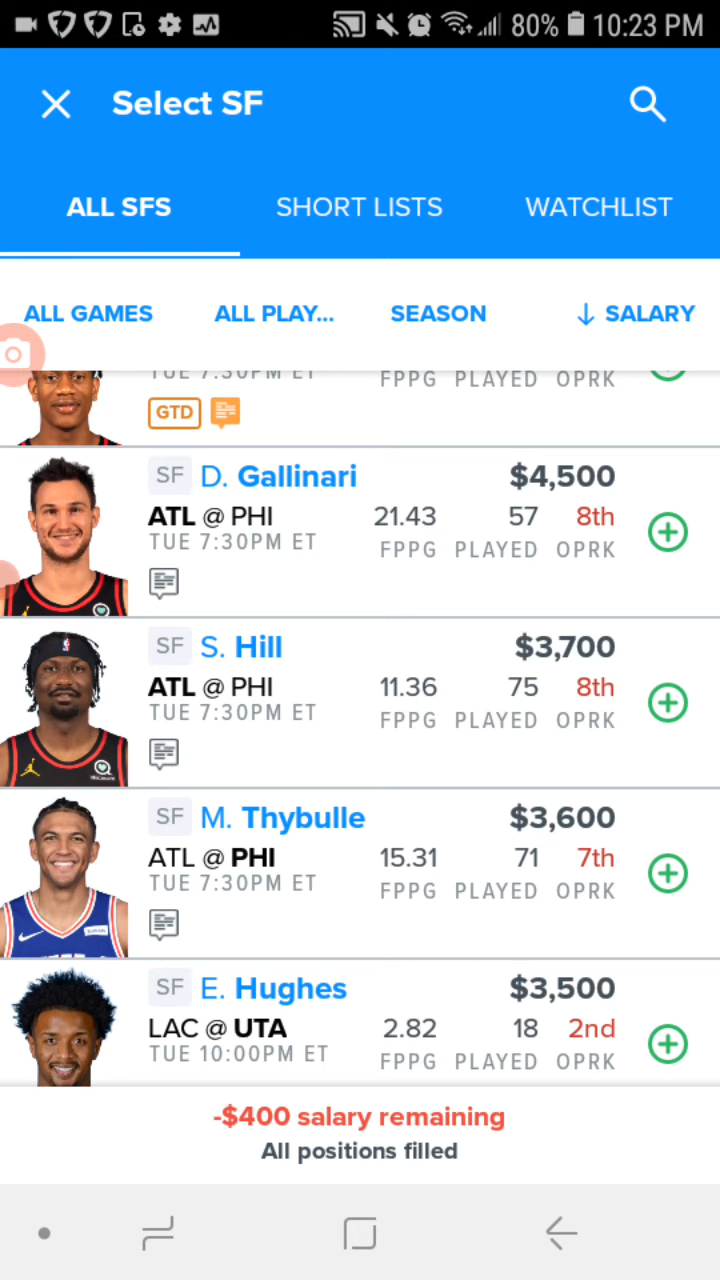 80% 10:23 PM
Select SF
ALL SFS SHORT LISTS WATCHLIST
ALL GAMES ALL PLAY... SEASON ↓ SALARY
TUE 7:30PM ET FPPG PLAYED OPRK
GTD
SF D. Gallinari $4,500
ATL @ PHI 21.43 57 8th
TUE 7:30PM ET FPPG PLAYED OPRK
SF S. Hill $3,700
ATL @ PHI 11.36 75 8th
TUE 7:30PM ET FPPG PLAYED OPRK
SF M. Thybulle $3,600
ATL @ PHI 15.31 71 7th
TUE 7:30PM ET FPPG PLAYED OPRK
SF E. Hughes $3,500
LAC @ UTA 2.82 18 2nd
TUE 10:00PM ET FPPG PLAYED OPRK
-$400 salary remaining
All positions filled